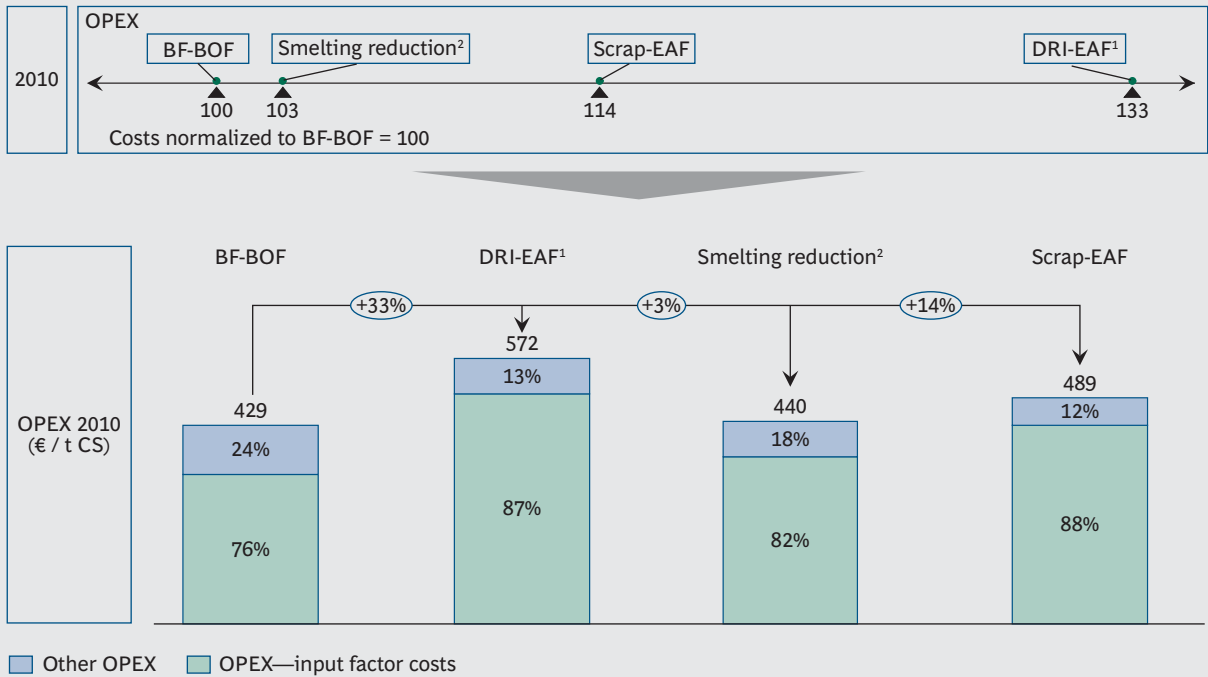 OPEX
2010
BF-BOF
Smelting reduction²
Scrap-EAF
DRI-EAF¹
100
103
114
133
Costs normalized to BF-BOF = 100
OPEX 2010
(€ / t CS)
BF-BOF
DRI-EAF¹
Smelting reduction²
Scrap-EAF
+33%
+3%
+14%
429
572
440
489
24%
13%
18%
12%
76%
87%
82%
88%
Other OPEX
OPEX—input factor costs